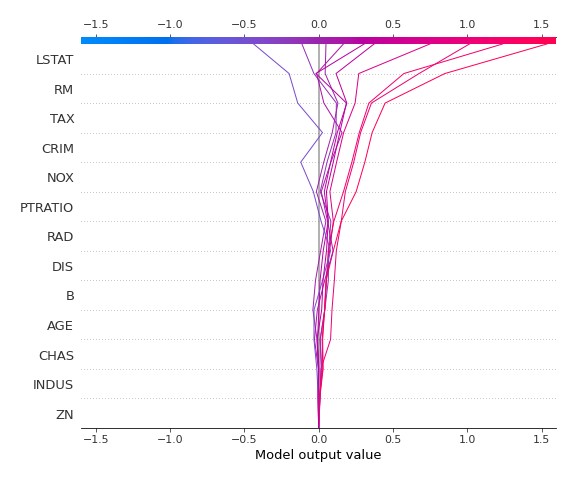 −1.5 −1.0 −0.5 0.0 0.5 1.0 1.5
LSTAT
RM
TAX
CRIM
NOX
PTRATIO
RAD
DIS
B
AGE
CHAS
INDUS
ZN
−1.5 −1.0 −0.5 0.0 0.5 1.0 1.5
Model output value